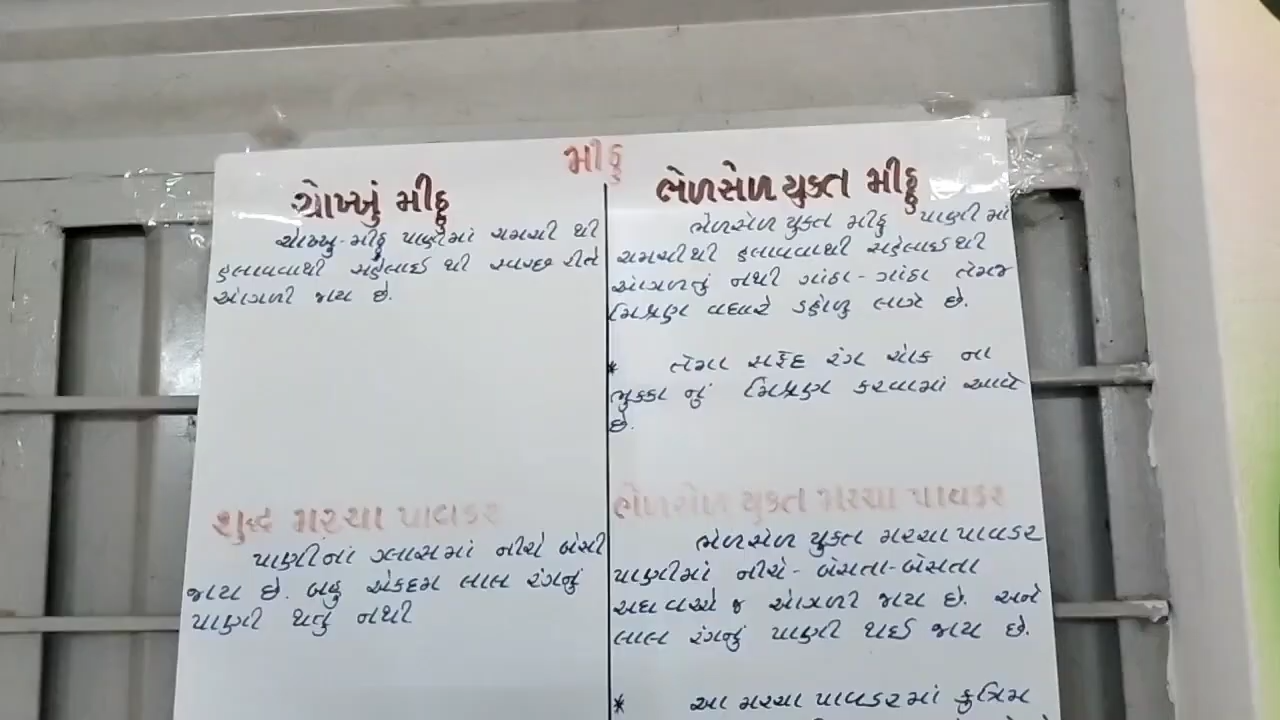 મીઠુ
ચોખ્ખું મીઠુ
ચોખ્ખુ મીઠુ પાણીમાં ચમચી થી
હલાવવાથી સહેલાઈ થી સ્વચ્છ રીતે
ઓગળી જાય છે.
ભેળસેળ યુક્ત મીઠુ
ભેળસેળ યુક્ત મીઠુ પાણી માં
ચમચીથી હલાવવાથી સહેલાઈથી
ઓગળતું નથી ગાંઠા-ગાંઠા તેમજ
મિશ્રણ વધારે ડહોળુ લાગે છે.
* તેમા સફેદ રંગ ચોક ના
ભુક્કા નું મિશ્રણ કરવામાં આવે
છે.
શુદ્ધ મરચા પાવડર
પાણીના ગ્લાસમાં નીચે બેસી
જાય છે. બહુ એકદમ લાલ રંગનું
પાણી થતું નથી
ભેળસેળ યુક્ત મરચા પાવડર
ભેળસેળ યુક્ત મરચા પાવડર
પાણીમાં નીચે-બેસતા-બેસતા
અધવચ્ચે જ ઓગળી જાય છે. અને
લાલ રંગનું પાણી થઈ જાય છે.
* આ મરચા પાવડરમાં કુત્રિમ